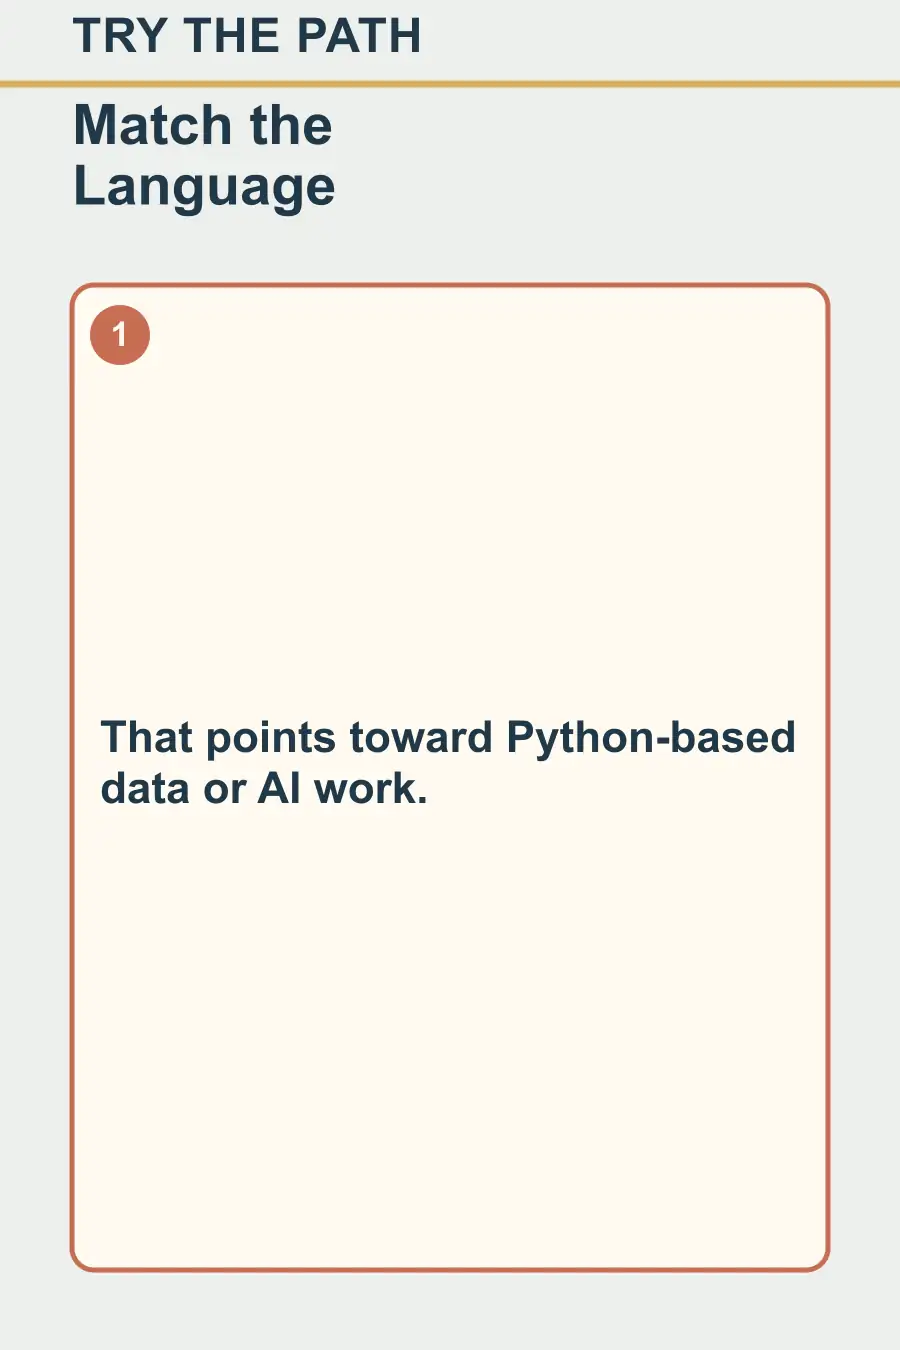 TRY THE PATH
Match the
Language
1
That points toward Python-based
data or AI work.